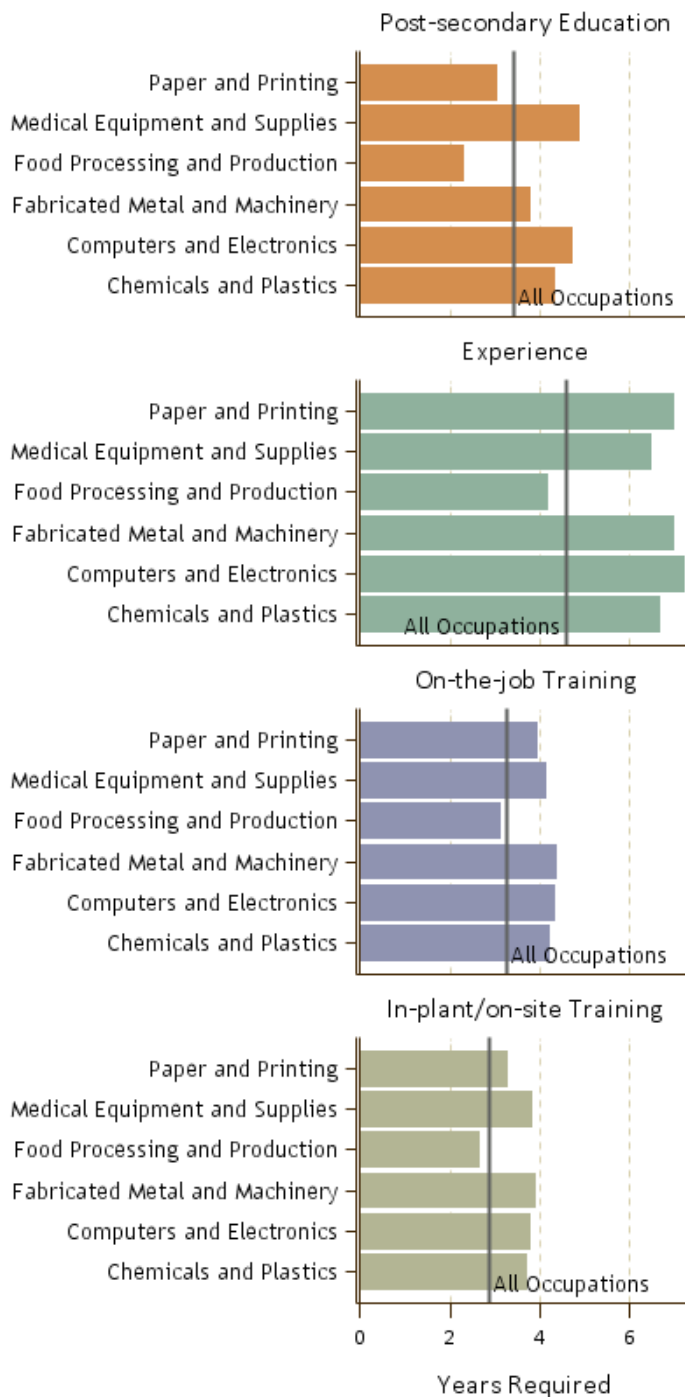 Post-secondary Education
Paper and Printing
Medical Equipment and Supplies
Food Processing and Production
Fabricated Metal and Machinery
Computers and Electronics
Chemicals and Plastics
All Occupations
Experience
Paper and Printing
Medical Equipment and Supplies
Food Processing and Production
Fabricated Metal and Machinery
Computers and Electronics
Chemicals and Plastics
All Occupations
On-the-job Training
Paper and Printing
Medical Equipment and Supplies
Food Processing and Production
Fabricated Metal and Machinery
Computers and Electronics
Chemicals and Plastics
All Occupations
In-plant/on-site Training
Paper and Printing
Medical Equipment and Supplies
Food Processing and Production
Fabricated Metal and Machinery
Computers and Electronics
Chemicals and Plastics
All Occupations
0 2 4 6
Years Required